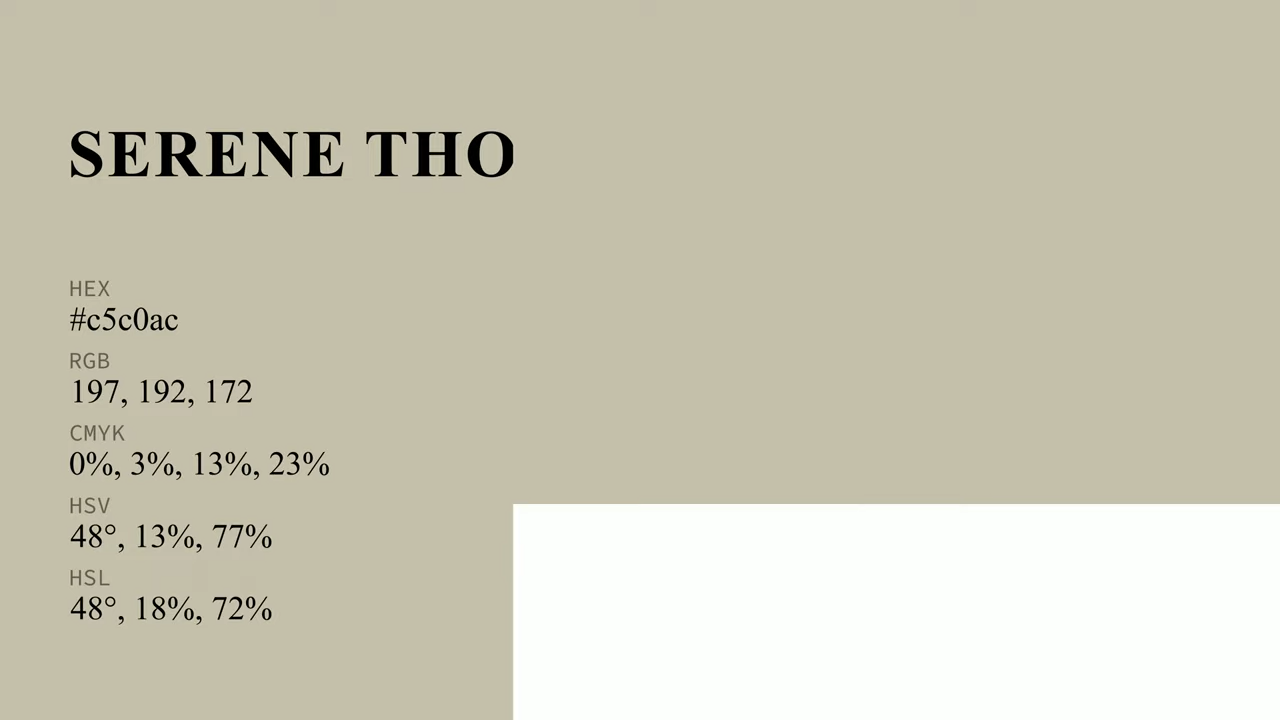 SERENE THO
HEX
#c5c0ac
RGB
197, 192, 172
CMYK
0%, 3%, 13%, 23%
HSV
48°, 13%, 77%
HSL
48°, 18%, 72%